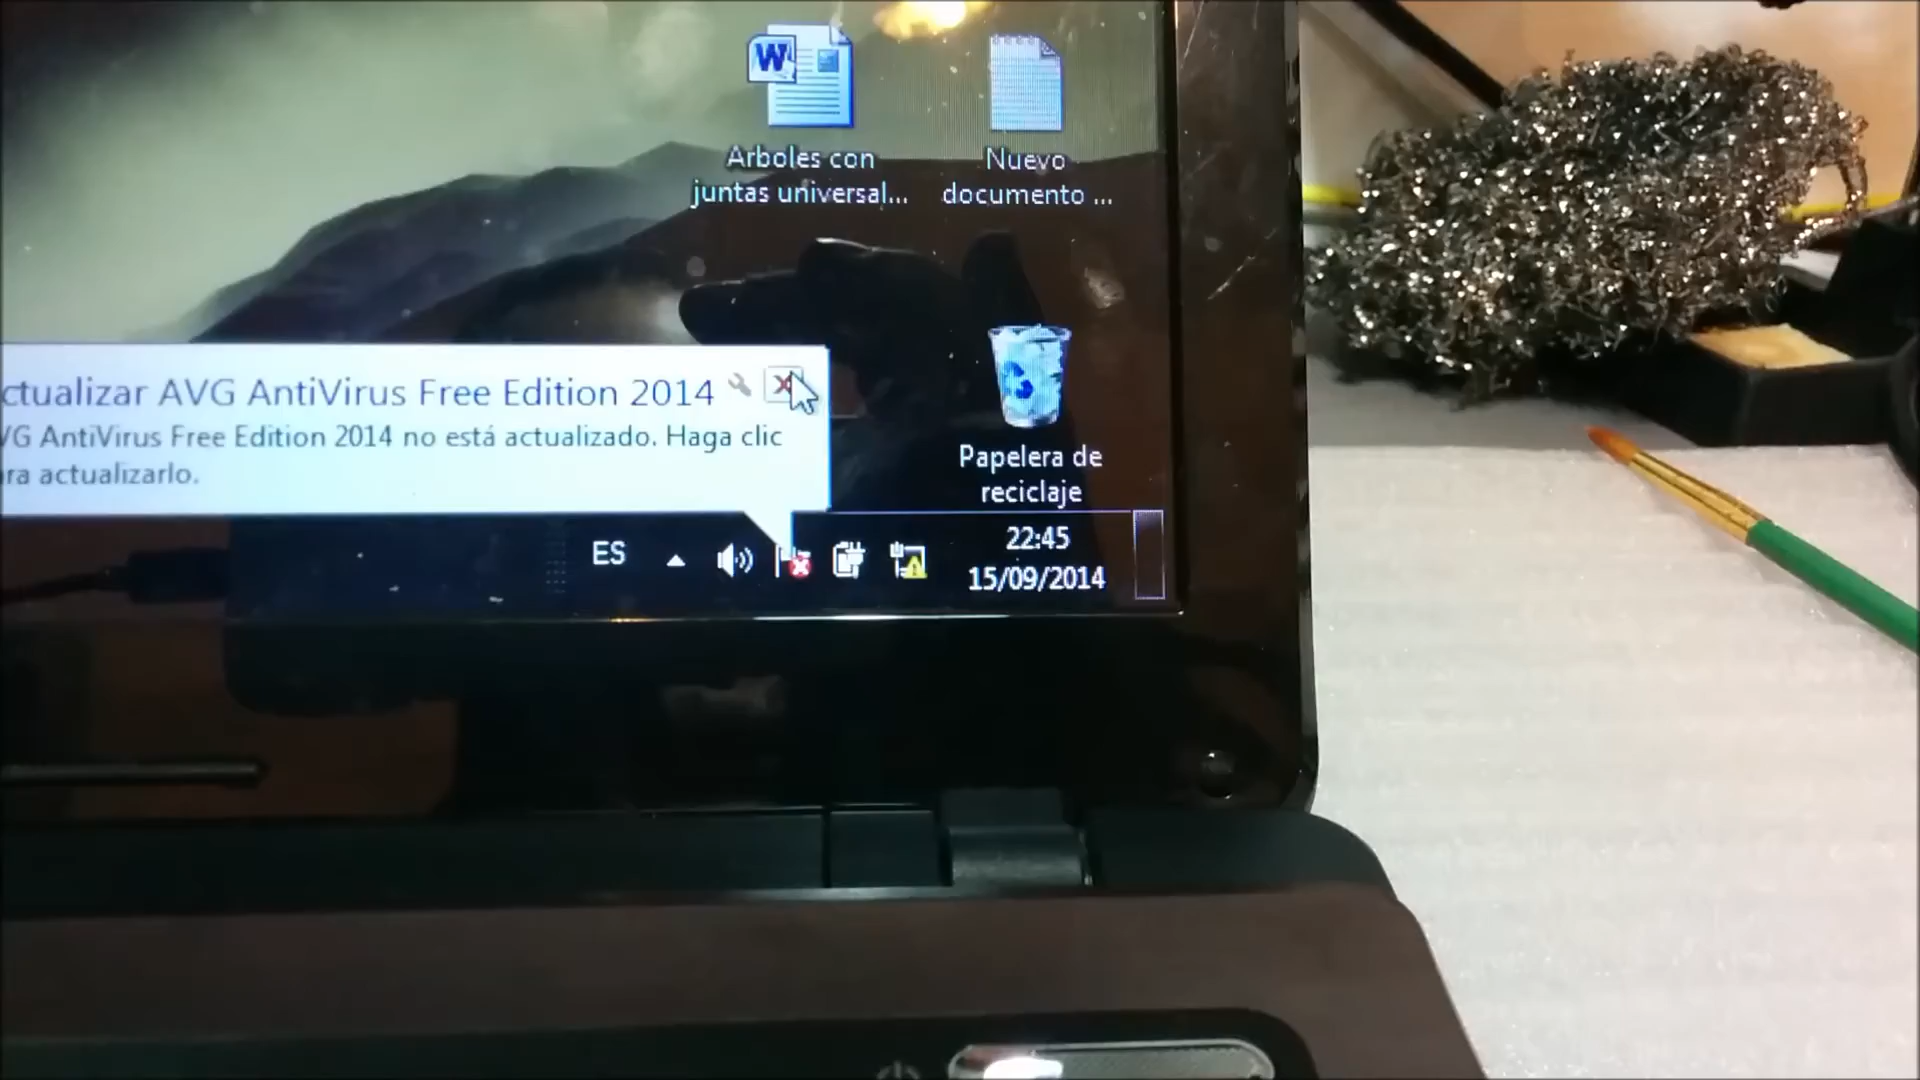 W
Arboles con
juntas universal...
Nuevo
documento ...
ctualizar AVG AntiVirus Free Edition 2014
VG AntiVirus Free Edition 2014 no está actualizado. Haga clic
ra actualizarlo.
Papelera de
reciclaje
ES
22:45
15/09/2014